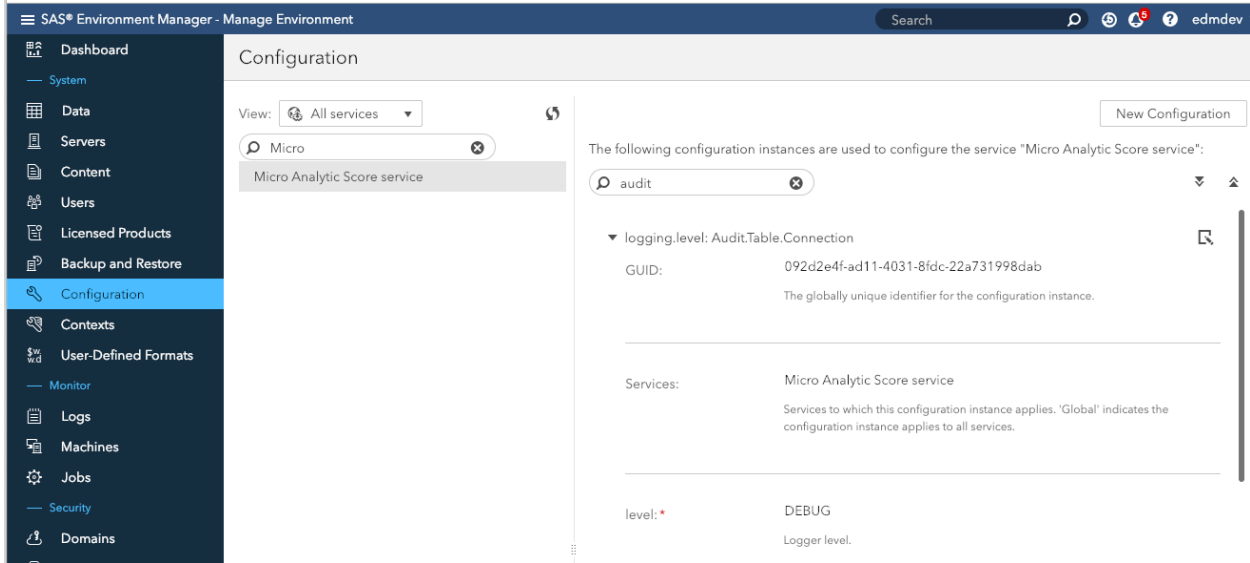 SAS® Environment Manager - Manage Environment
Search
5
edmdev
Dashboard
System
Data
Servers
Content
Users
Licensed Products
Backup and Restore
Configuration
Contexts
$w.
w.d
User-Defined Formats
Monitor
Logs
Machines
Jobs
Security
Domains
Configuration
View:
All services
Micro
Micro Analytic Score service
New Configuration
The following configuration instances are used to configure the service "Micro Analytic Score service":
audit
logging.level: Audit.Table.Connection
GUID:
092d2e4f-ad11-4031-8fdc-22a731998dab
The globally unique identifier for the configuration instance.
Services:
Micro Analytic Score service
Services to which this configuration instance applies. 'Global' indicates the
configuration instance applies to all services.
level: *
DEBUG
Logger level.